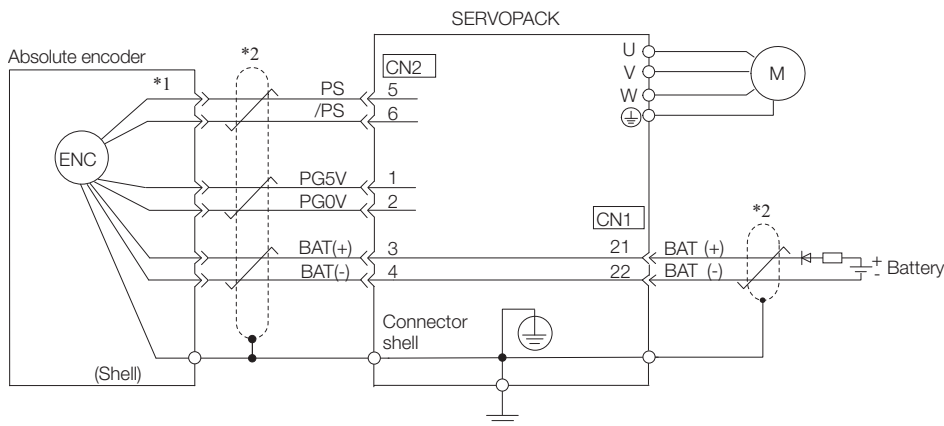 SERVOPACK
Absolute encoder
*2
*1
CN2
U
V
W
M
PS 5
/PS 6
ENC
PG5V 1
PG0V 2
CN1
*2
BAT(+) 3 21 BAT (+)
BAT(-) 4 22 BAT (-)
+
- Battery
Connector
shell
(Shell)